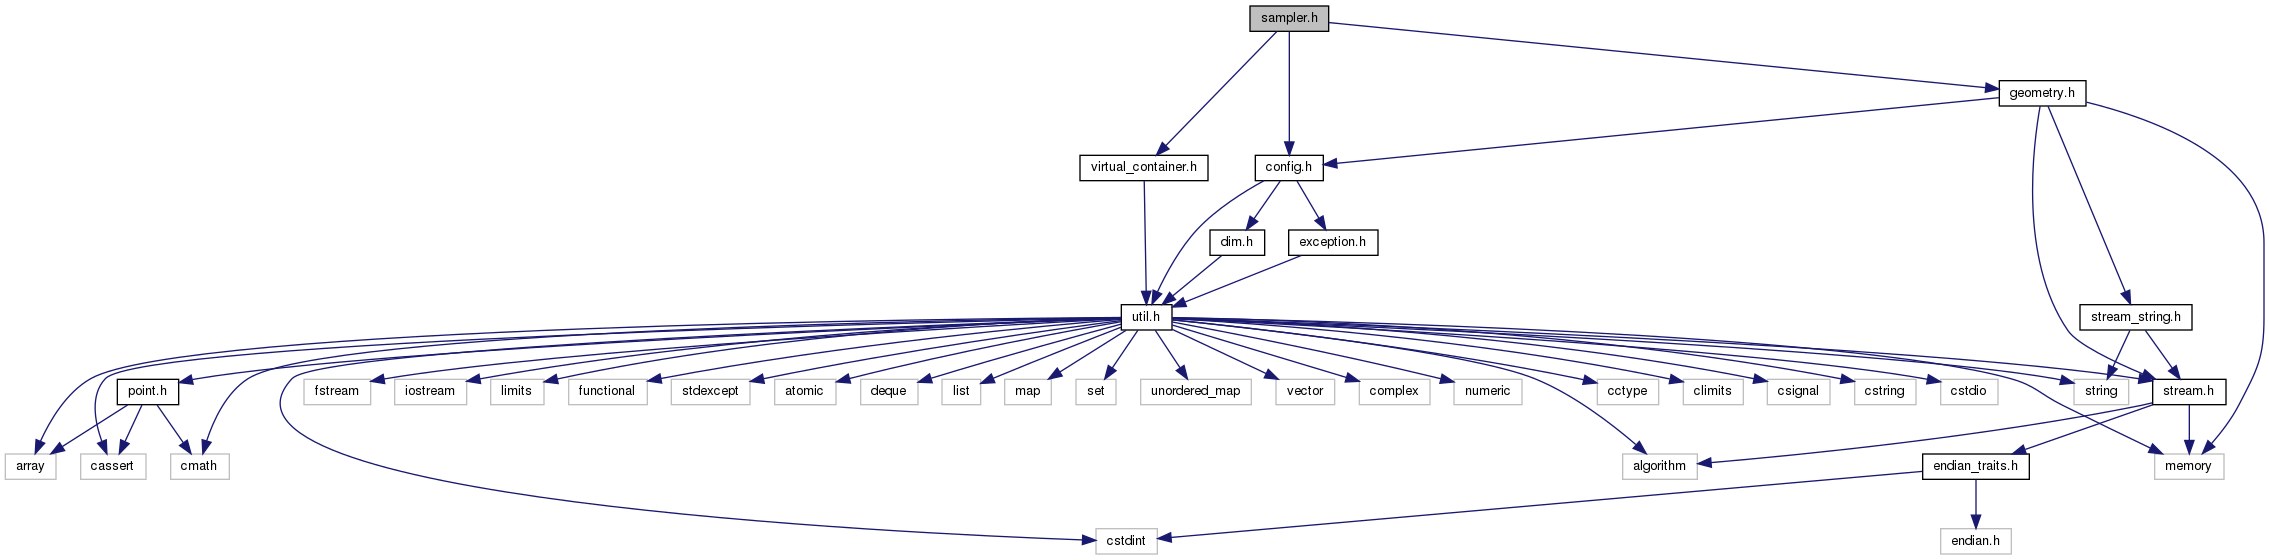 sampler.h
geometry.h
virtual_container.h
config.h
dim.h
exception.h
util.h
stream_string.h
point.h
fstream
iostream
limits
functional
stdexcept
atomic
deque
list
map
set
unordered_map
vector
complex
numeric
cctype
climits
csignal
cstring
cstdio
string
stream.h
array
cassert
cmath
algorithm
endian_traits.h
memory
cstdint
endian.h